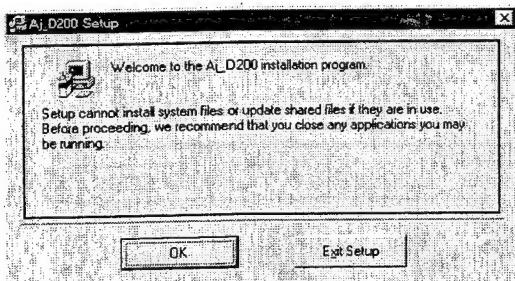 Aj_D200 Setup
Welcome to the Aj_D200 installation program.
Setup cannot install system files or update shared files if they are in use.
Before proceeding, we recommend that you close any applications you may
be running.
OK
Exit Setup